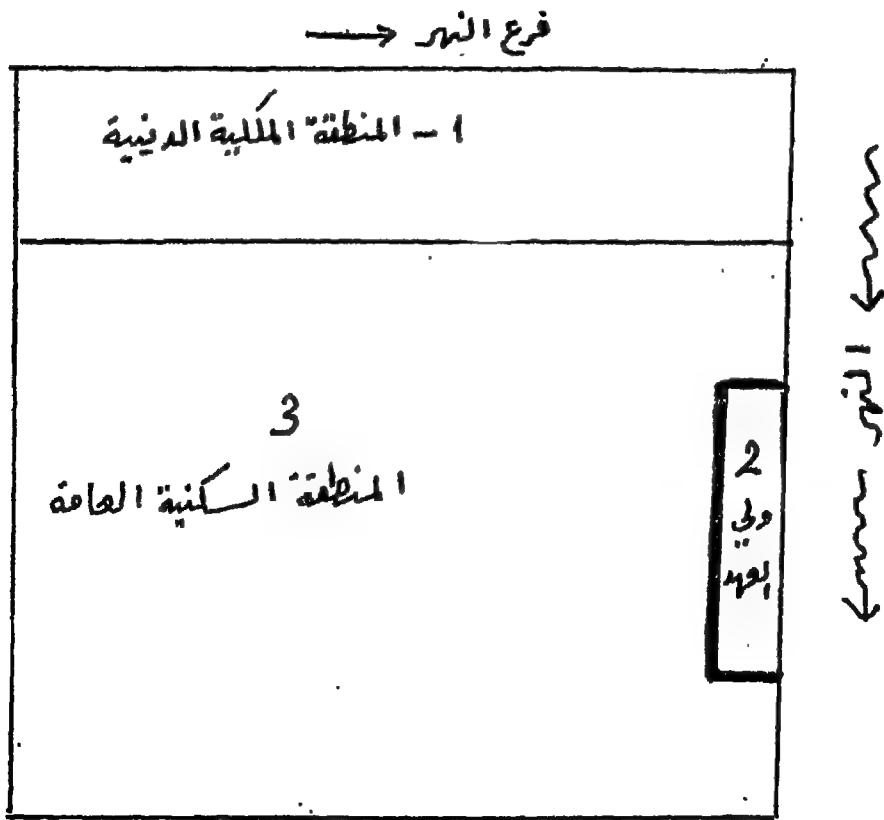 فرع النهر
1 - المنطقة الملكية الدينية
3
المنطقة السكنية العامة
2
ولي
العهد
النهر